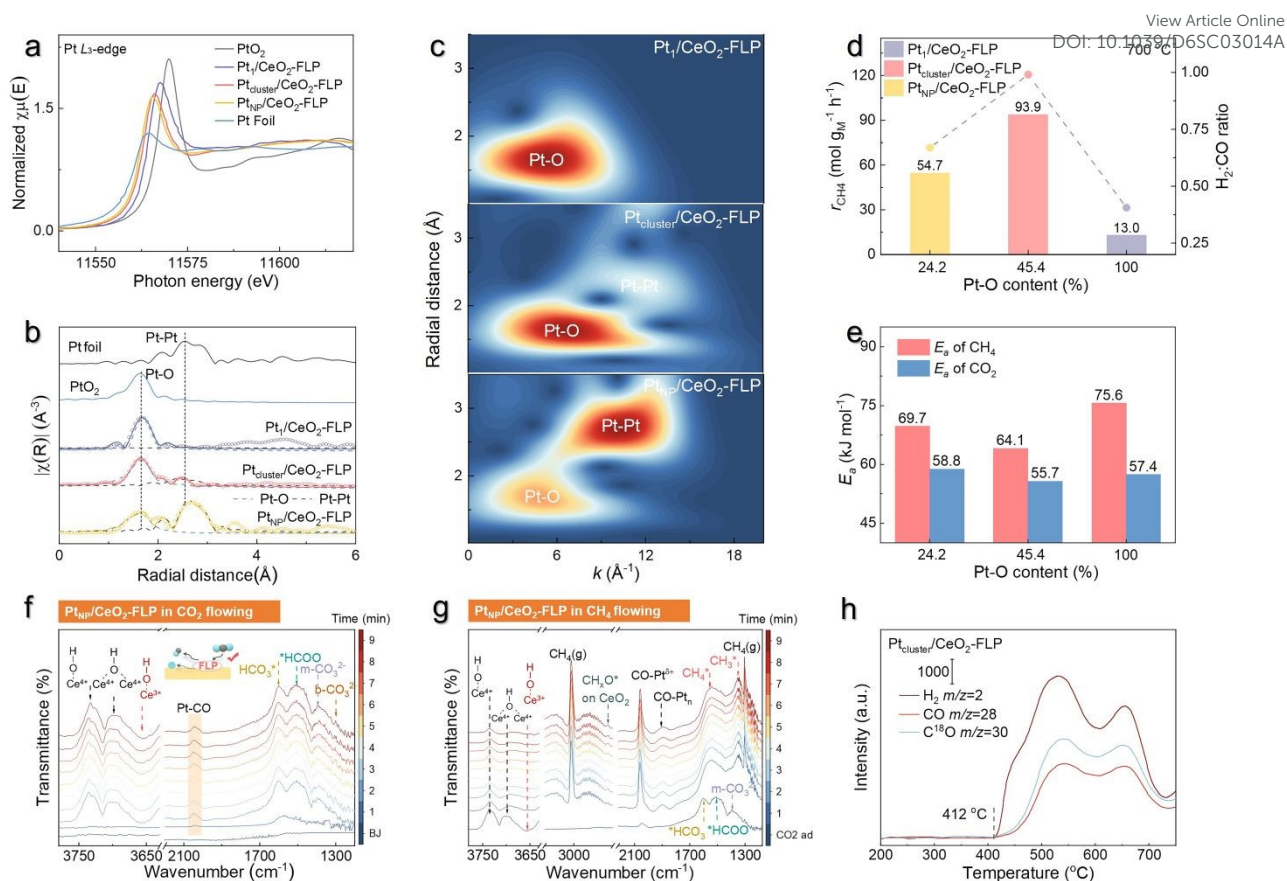 View Article Online
DOI: 10.1039/D6SC03014A
a
Pt L3-edge
PtO2
Pt1/CeO2-FLP
Ptcluster/CeO2-FLP
PtNP/CeO2-FLP
Pt Foil
Normalized χμ(E)
1.5
0.0
11550 11575 11600
Photon energy (eV)
b
Pt foil
Pt-Pt
Pt-O
PtO2
Pt1/CeO2-FLP
Ptcluster/CeO2-FLP
Pt-O Pt-Pt
PtNP/CeO2-FLP
|χ(R)| (A-3)
0 2 4 6
Radial distance(Å)
c
Pt1/CeO2-FLP
3
2
Pt-O
Ptcluster/CeO2-FLP
3
Pt-Pt
2
Pt-O
PtNP/CeO2-FLP
3
Pt-Pt
2
Pt-O
Radial distance (Å)
0 6 12 18
k (Å-1)
d
Pt1/CeO2-FLP
700 °C
Ptcluster/CeO2-FLP
PtNP/CeO2-FLP
120
90
60
30
0
rCH4 (mol gM-1 h-1)
54.7
93.9
13.0
1.00
0.75
0.50
0.25
H2:CO ratio
24.2 45.4 100
Pt-O content (%)
e
Ea of CH4
Ea of CO2
90
75
60
45
Ea (kJ mol-1)
69.7
58.8
64.1
55.7
75.6
57.4
24.2 45.4 100
Pt-O content (%)
f
PtNP/CeO2-FLP in CO2 flowing
Time (min)
H
O
Ce4+
H
O
Ce4+ Ce4+
H
O
Ce3+
FLP
Pt-CO
HCO3*
*HCOO
m-CO32-
b-CO32-
9
8
7
6
5
4
3
2
1
BJ
Transmittance (%)
3750 3650 2100 1700 1300
Wavenumber (cm-1)
g
PtNP/CeO2-FLP in CH4 flowing
Time (min)
H
O
Ce4+
H
O
Ce4+ Ce4+
H
O
Ce3+
CH4(g)
CH3O*
on CeO2
CO-Ptδ+
CO-Ptn
CH4*
CH3*
CH4(g)
m-CO3
*HCO3
*HCOO
9
8
7
6
5
4
3
2
1
CO2 ad
Transmittance (%)
3750 3650 3000 2100 1700 1300
Wavenumber (cm-1)
h
Ptcluster/CeO2-FLP
1000
H2 m/z=2
CO m/z=28
C18O m/z=30
412 °C
Intensity (a.u.)
200 300 400 500 600 700
Temperature (°C)